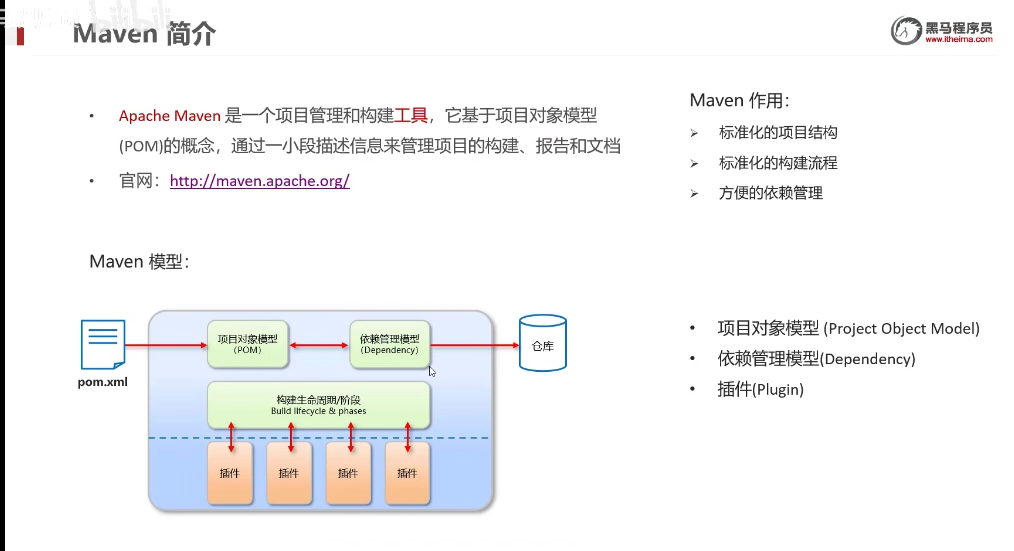 Maven 简介
黑马程序员
www.itheima.com
• Apache Maven 是一个项目管理和构建工具，它基于项目对象模型
(POM)的概念，通过一小段描述信息来管理项目的构建、报告和文档
• 官网：http://maven.apache.org/
Maven 作用：
➢ 标准化的项目结构
➢ 标准化的构建流程
➢ 方便的依赖管理
Maven 模型：
pom.xml
项目对象模型
(POM)
依赖管理模型
(Dependency)
仓库
构建生命周期/阶段
Build lifecycle & phases
插件
插件
插件
插件
• 项目对象模型 (Project Object Model)
• 依赖管理模型(Dependency)
• 插件(Plugin)